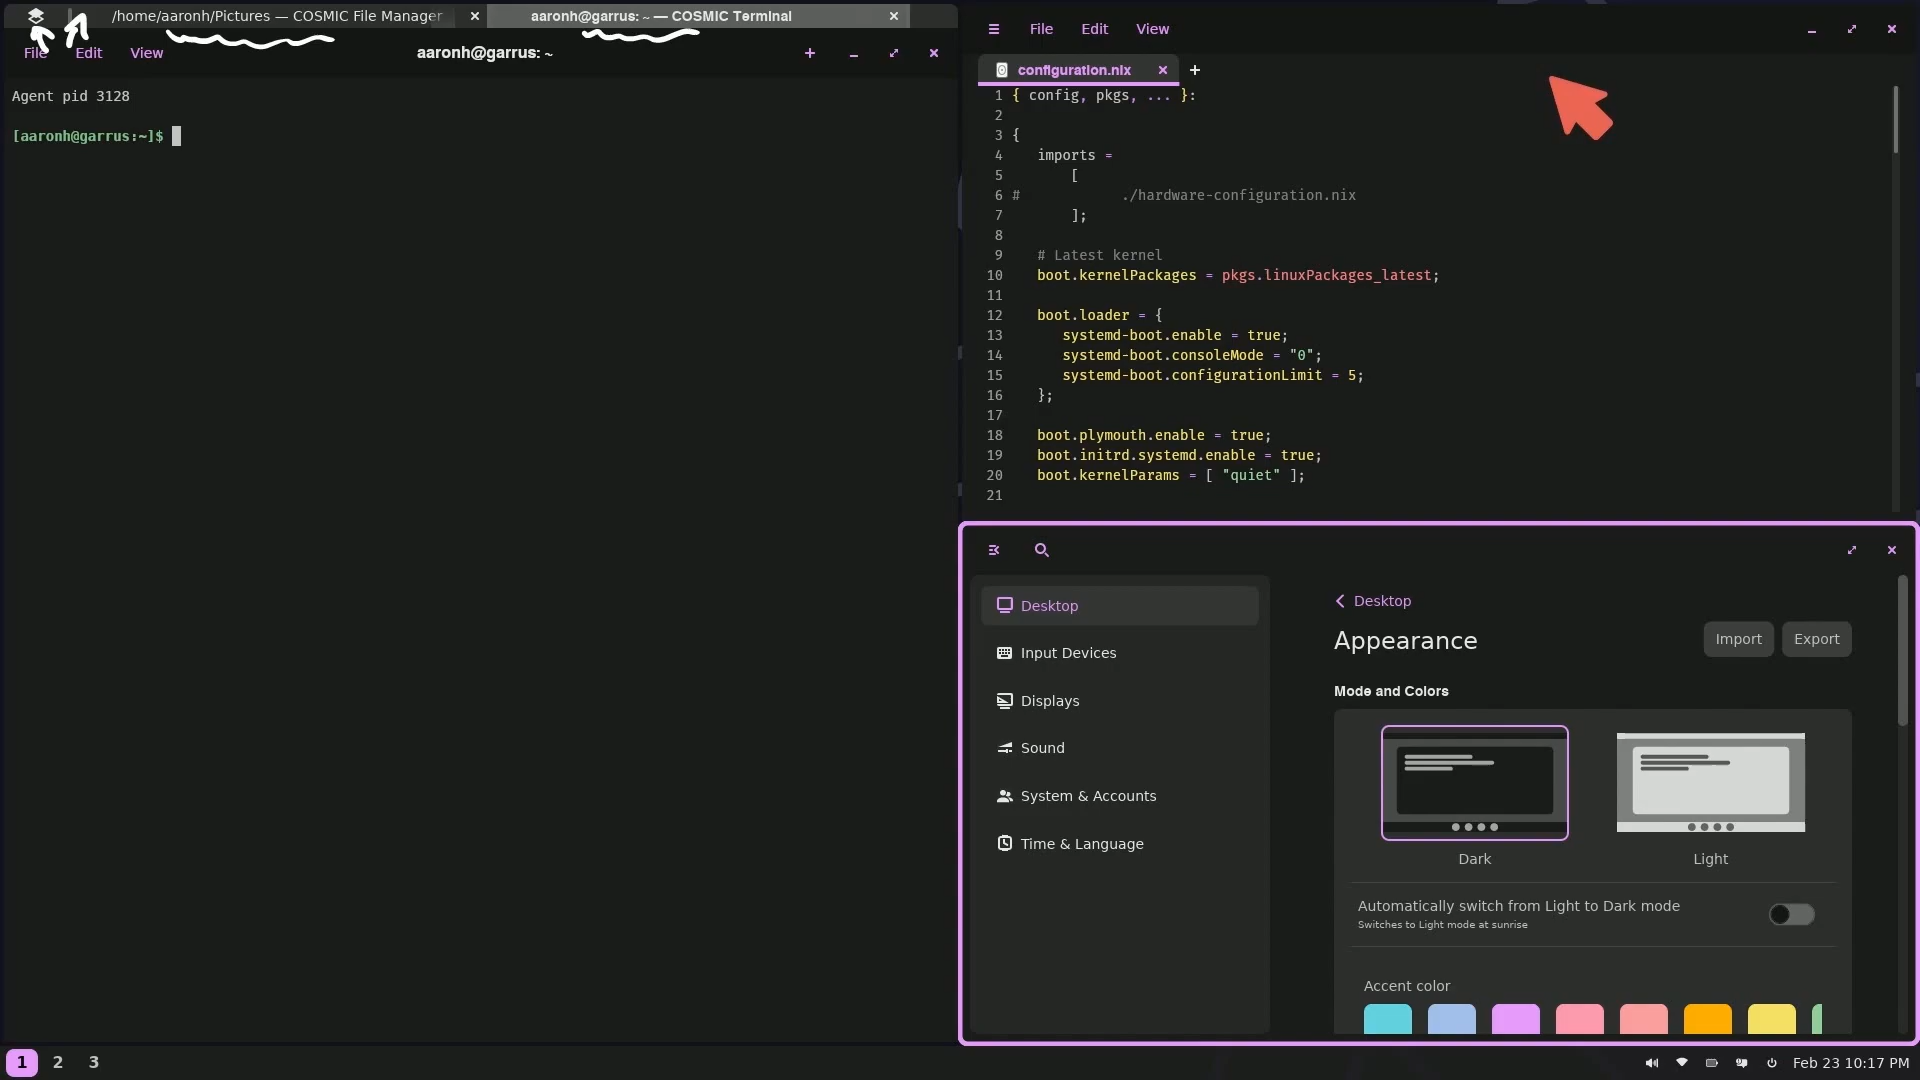 /home/aaronh/Pictures — COSMIC File Manager
aaronh@garrus: ~ — COSMIC Terminal
File Edit View
aaronh@garrus: ~
Agent pid 3128
[aaronh@garrus:~]$
File Edit View
configuration.nix
1 { config, pkgs, ... }:
2
3 {
4 imports =
5 [
6 # ./hardware-configuration.nix
7 ];
8
9 # Latest kernel
10 boot.kernelPackages = pkgs.linuxPackages_latest;
11
12 boot.loader = {
13 systemd-boot.enable = true;
14 systemd-boot.consoleMode = "0";
15 systemd-boot.configurationLimit = 5;
16 };
17
18 boot.plymouth.enable = true;
19 boot.initrd.systemd.enable = true;
20 boot.kernelParams = [ "quiet" ];
21
Desktop
Input Devices
Displays
Sound
System & Accounts
Time & Language
Desktop
Appearance
Import Export
Mode and Colors
Dark
Light
Automatically switch from Light to Dark mode
Switches to Light mode at sunrise
Accent color
1 2 3
Feb 23 10:17 PM